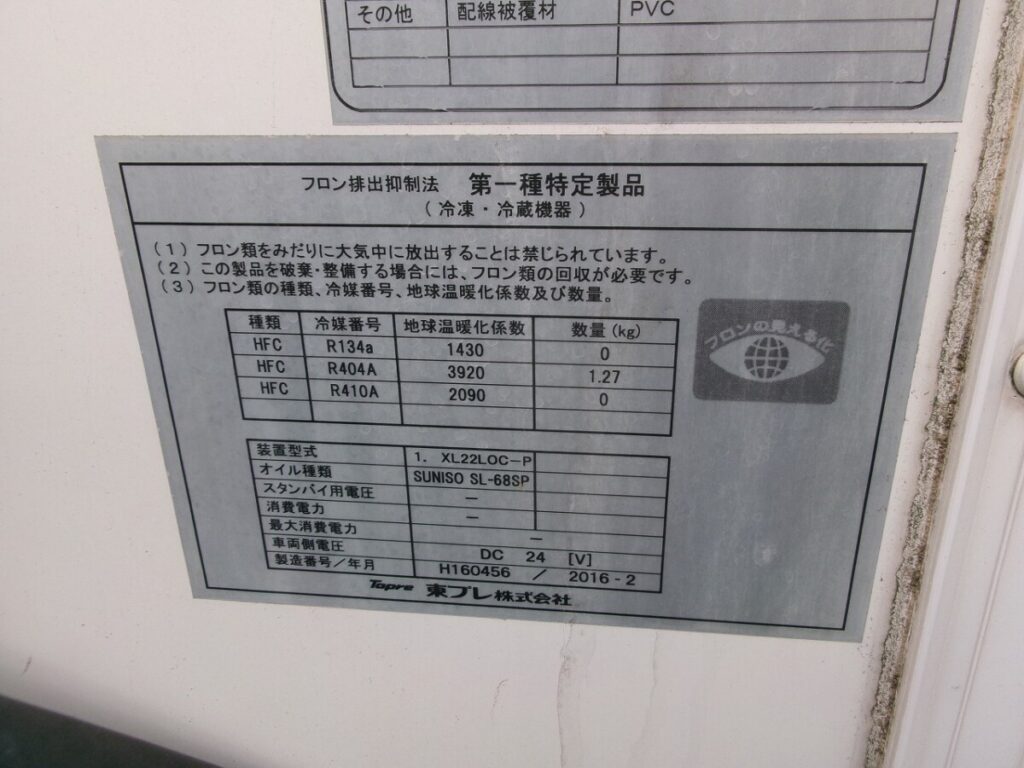 その他 配線被覆材 PVC
フロン排出抑制法 第一種特定製品
(冷凍・冷蔵機器)
(1) フロン類をみだりに大気中に放出することは禁じられています。
(2) この製品を破棄・整備する場合には、フロン類の回収が必要です。
(3) フロン類の種類、冷媒番号、地球温暖化係数及び数量。
種類 冷媒番号 地球温暖化係数 数量(kg)
HFC R134a 1430 0
HFC R404A 3920 1.27
HFC R410A 2090 0
フロンの見える化
装置型式 1. XL22LOC-P
オイル種類 SUNISO SL-68SP
スタンバイ用電圧 -
消費電力 -
最大消費電力 -
車両側電圧 DC 24 [V]
製造番号/年月 H160456 / 2016-2
Topre 東プレ株式会社